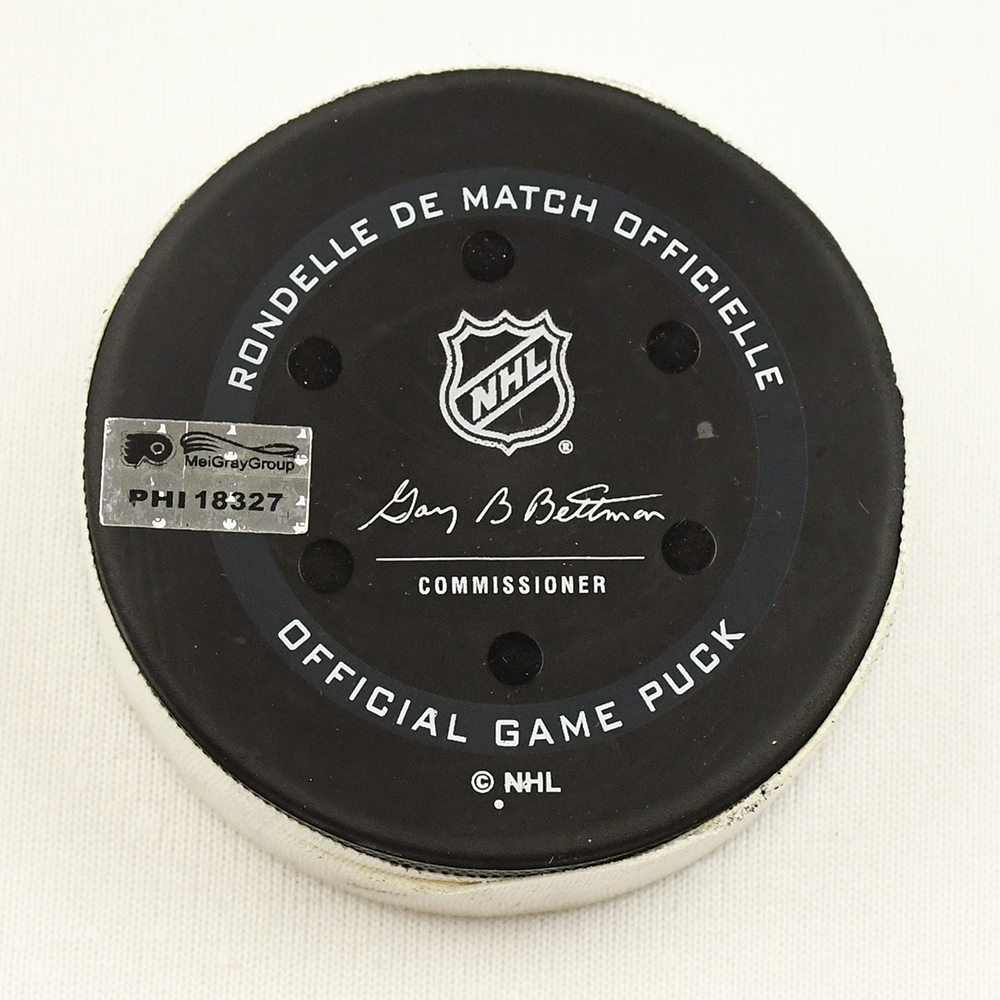 RONDELLE DE MATCH OFFICIELLE
NHL
®
MeiGrayGroup
PHI 18327
Gary B Bettman
COMMISSIONER
OFFICIAL GAME PUCK
© NHL